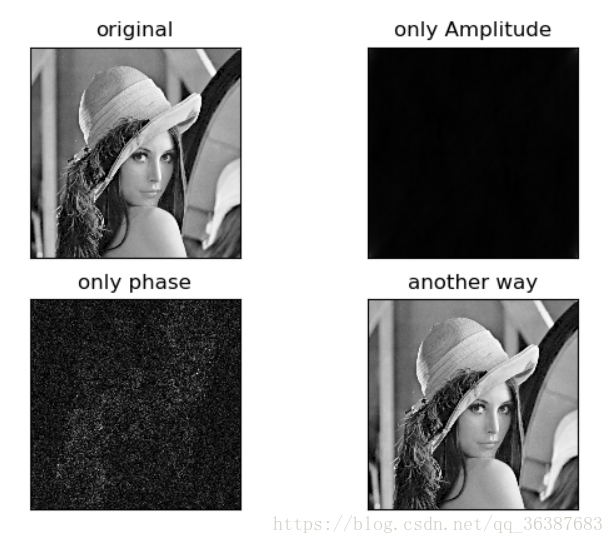 original
only Amplitude
only phase
another way
https://blog.csdn.net/qq_36387683